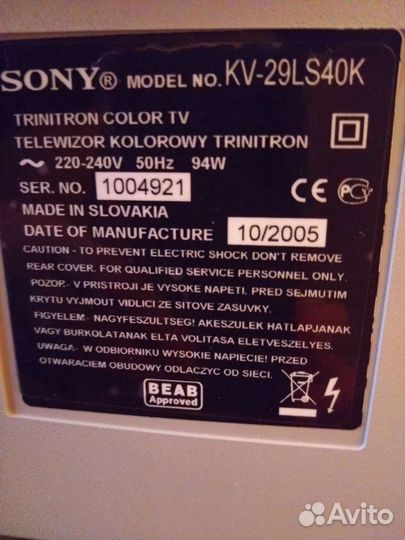 SONY® MODEL NO. KV-29LS40K
TRINITRON COLOR TV
TELEWIZOR KOLOROWY TRINITRON
~ 220-240V 50Hz 94W
SER. NO. 1004921
CE PC
MADE IN SLOVAKIA
DATE OF MANUFACTURE 10/2005
CAUTION - TO PREVENT ELECTRIC SHOCK DON'T REMOVE
REAR COVER. FOR QUALIFIED SERVICE PERSONNEL ONLY.
POZOR:- V PRISTROJI JE VYSOKE NAPETI. PRED SEJMUTIM
KRYTU VYJMOUT VIDLICI ZE SITOVE ZASUVKY.
FIGYELEM:- NAGYFESZULTSEG! AKESZULEK HATLAPJANAK
VAGY BURKOLATANAK ELTA VOLITASA ELETVESZELYES.
UWAGA:- W ODBIORNIKU WYSOKIE NAPIECIE! PRZED
OTWARACIEM OBUDOWY ODLACZYC OD SIECI.
BEAB
Approved
Avito